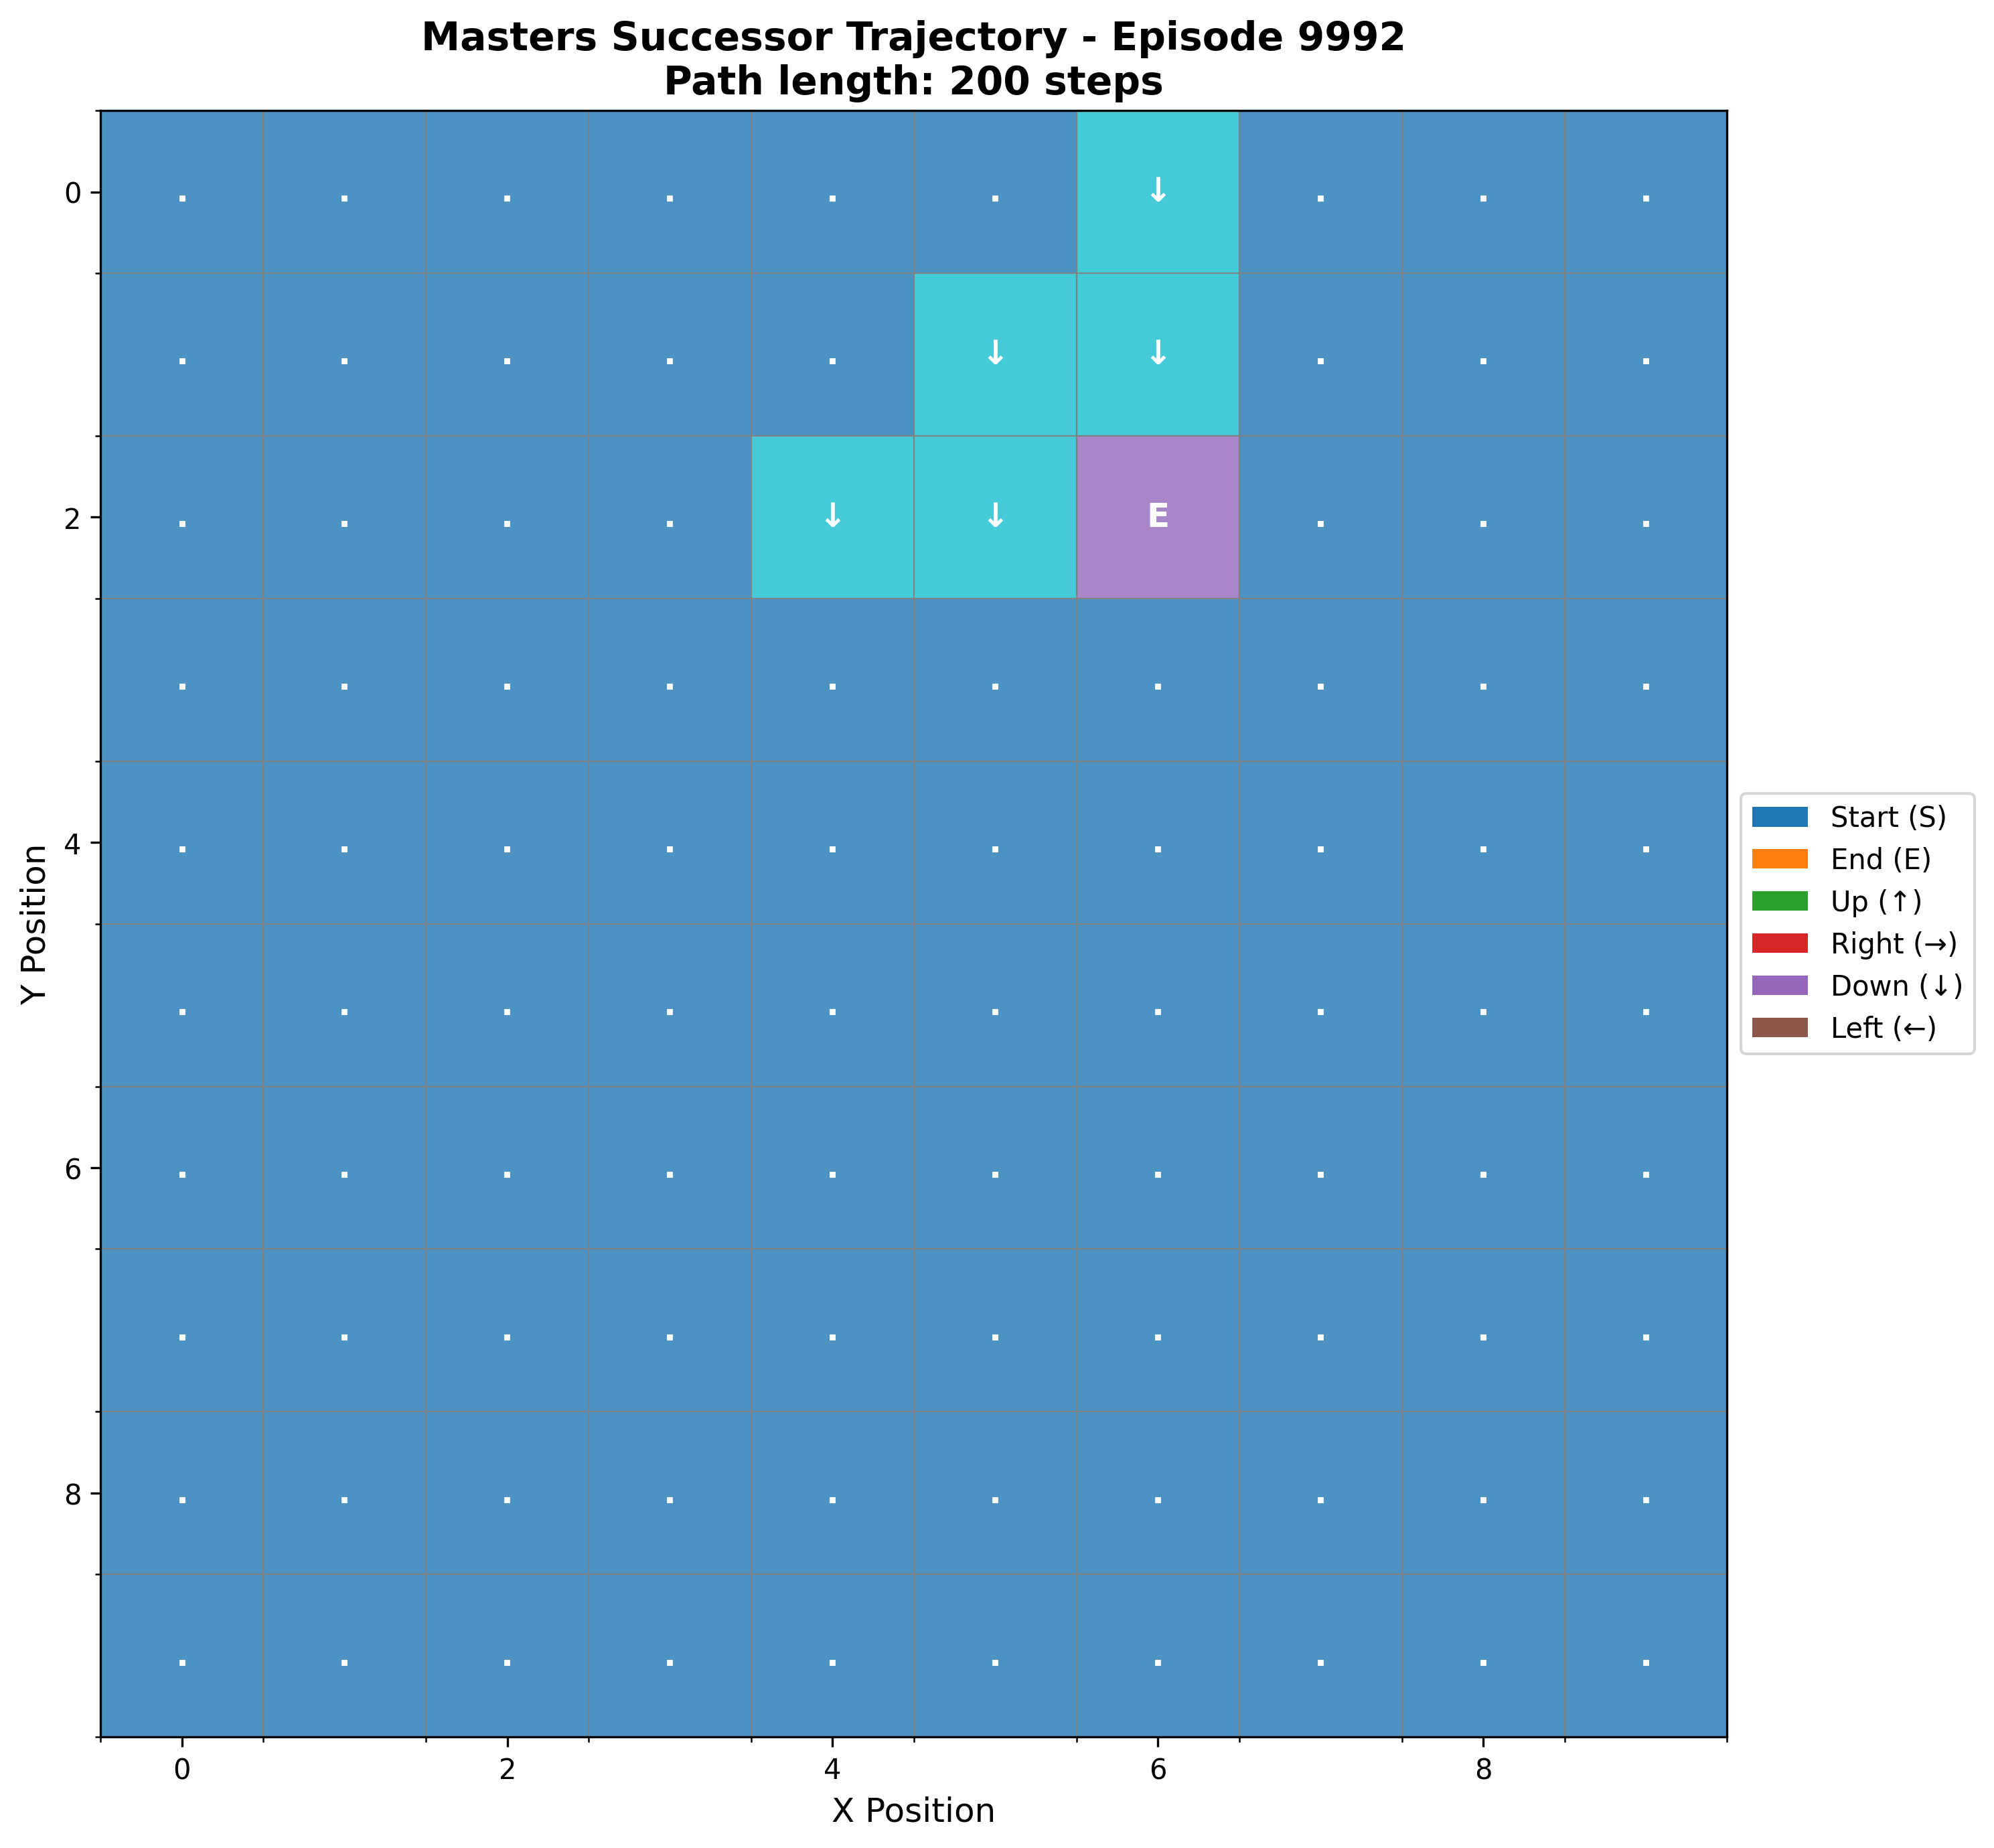 Masters Successor Trajectory - Episode 9992
Path length: 200 steps
0
. . . . . . ↓ . . .
. . . . . ↓ ↓ . . .
2
. . . . ↓ ↓ E . . .
. . . . . . . . . .
4
. . . . . . . . . .
. . . . . . . . . .
6
. . . . . . . . . .
. . . . . . . . . .
8
. . . . . . . . . .
. . . . . . . . . .
Y Position
0 2 4 6 8
X Position
Start (S)
End (E)
Up (↑)
Right (→)
Down (↓)
Left (←)